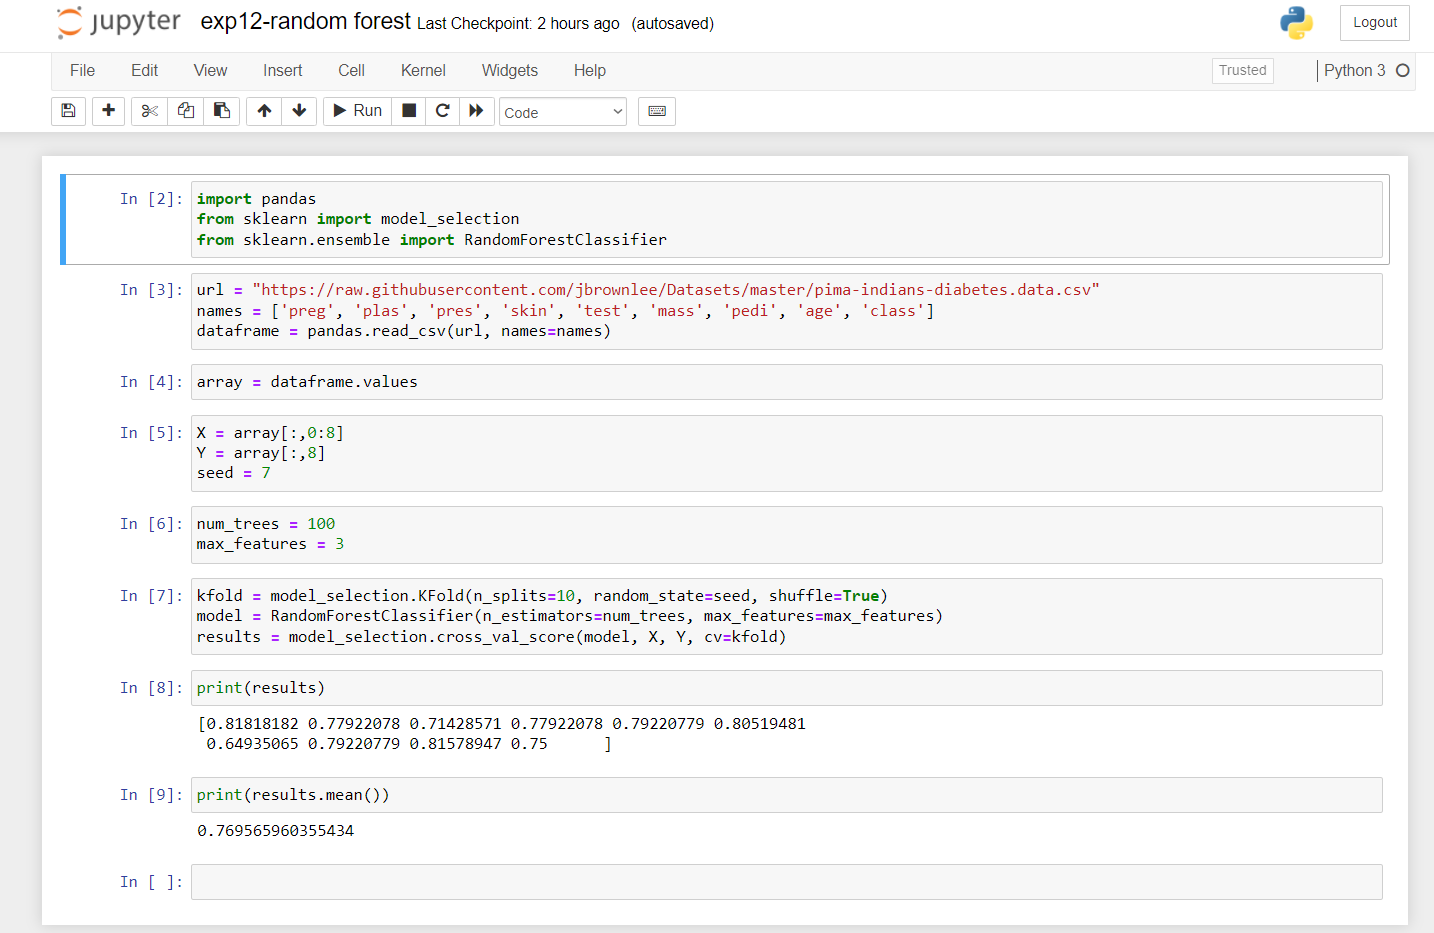 jupyter exp12-random forest Last Checkpoint: 2 hours ago (autosaved) Logout
File Edit View Insert Cell Kernel Widgets Help Trusted Python 3
Run Code
In [2]: import pandas
from sklearn import model_selection
from sklearn.ensemble import RandomForestClassifier
In [3]: url = "https://raw.githubusercontent.com/jbrownlee/Datasets/master/pima-indians-diabetes.data.csv"
names = ['preg', 'plas', 'pres', 'skin', 'test', 'mass', 'pedi', 'age', 'class']
dataframe = pandas.read_csv(url, names=names)
In [4]: array = dataframe.values
In [5]: X = array[:,0:8]
Y = array[:,8]
seed = 7
In [6]: num_trees = 100
max_features = 3
In [7]: kfold = model_selection.KFold(n_splits=10, random_state=seed, shuffle=True)
model = RandomForestClassifier(n_estimators=num_trees, max_features=max_features)
results = model_selection.cross_val_score(model, X, Y, cv=kfold)
In [8]: print(results)
[0.81818182 0.77922078 0.71428571 0.77922078 0.79220779 0.80519481
0.64935065 0.79220779 0.81578947 0.75 ]
In [9]: print(results.mean())
0.769565960355434
In [ ]: